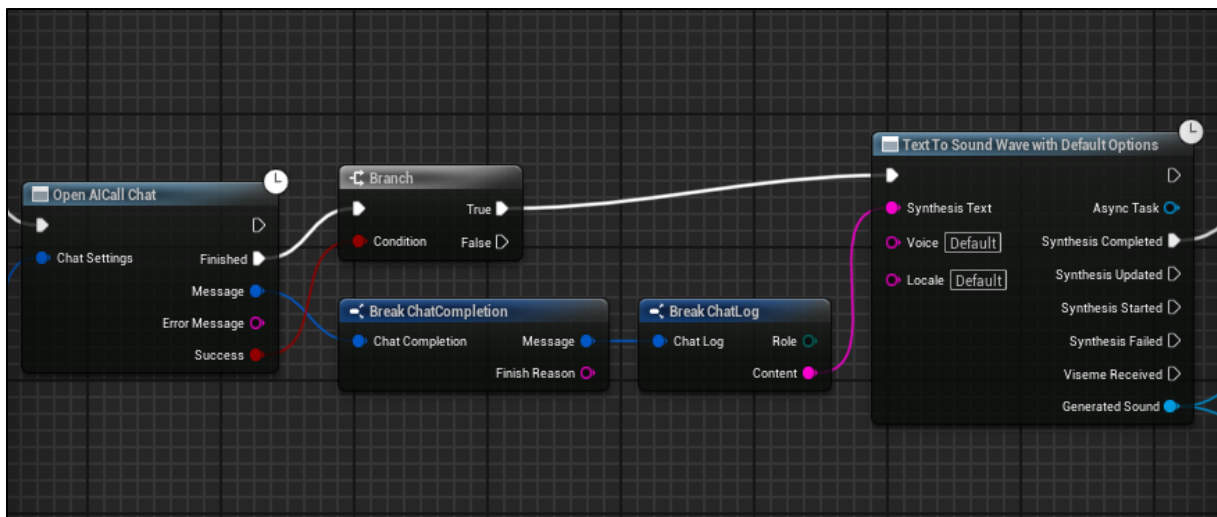 Open AICall Chat
Chat Settings
Finished
Message
Error Message
Success
Branch
True
Condition
False
Break ChatCompletion
Chat Completion
Message
Finish Reason
Break ChatLog
Chat Log
Role
Content
Text To Sound Wave with Default Options
Synthesis Text
Async Task
Voice Default
Synthesis Completed
Locale Default
Synthesis Updated
Synthesis Started
Synthesis Failed
Viseme Received
Generated Sound